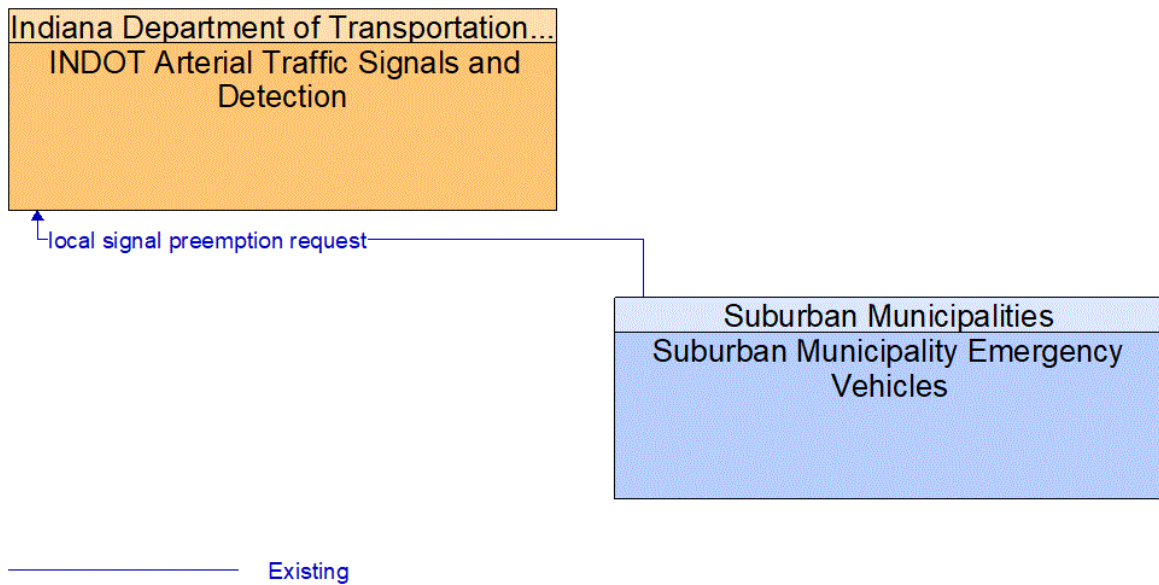 Indiana Department of Transportation...
INDOT Arterial Traffic Signals and
Detection
local signal preemption request
Suburban Municipalities
Suburban Municipality Emergency
Vehicles
Existing